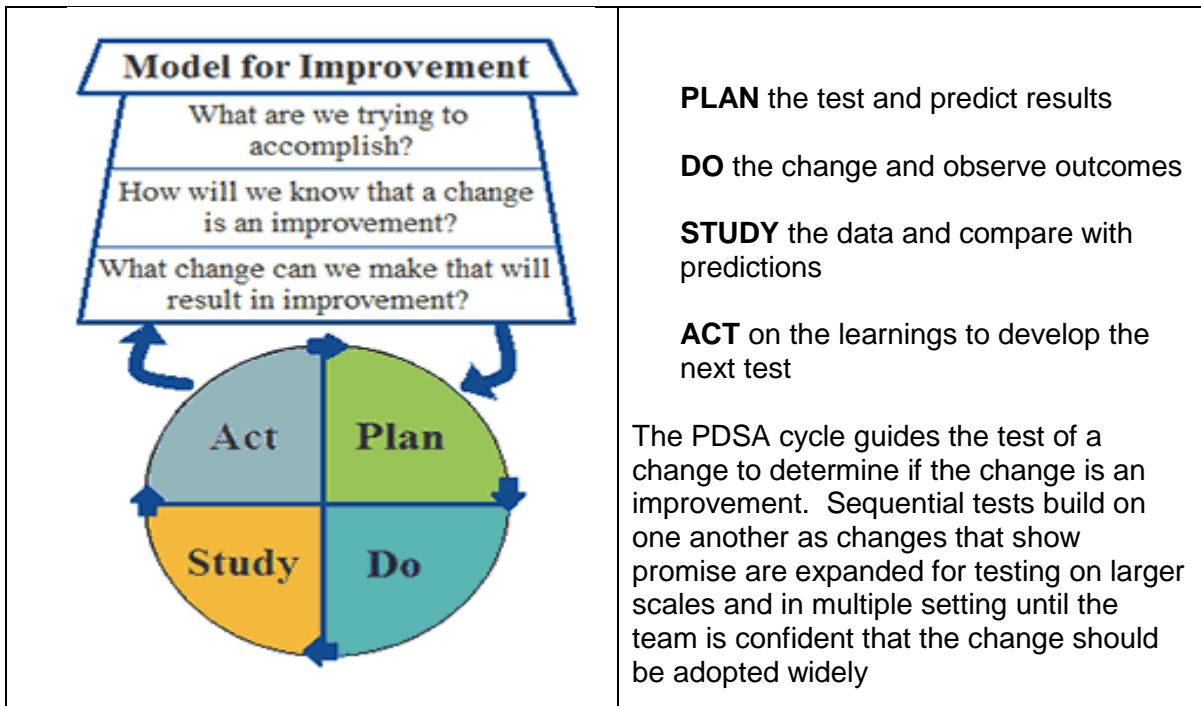 Model for Improvement
What are we trying to
accomplish?
How will we know that a change
is an improvement?
What change can we make that will
result in improvement?
Act
Plan
Study
Do
PLAN the test and predict results
DO the change and observe outcomes
STUDY the data and compare with
predictions
ACT on the learnings to develop the
next test
The PDSA cycle guides the test of a
change to determine if the change is an
improvement.  Sequential tests build on
one another as changes that show
promise are expanded for testing on larger
scales and in multiple setting until the
team is confident that the change should
be adopted widely